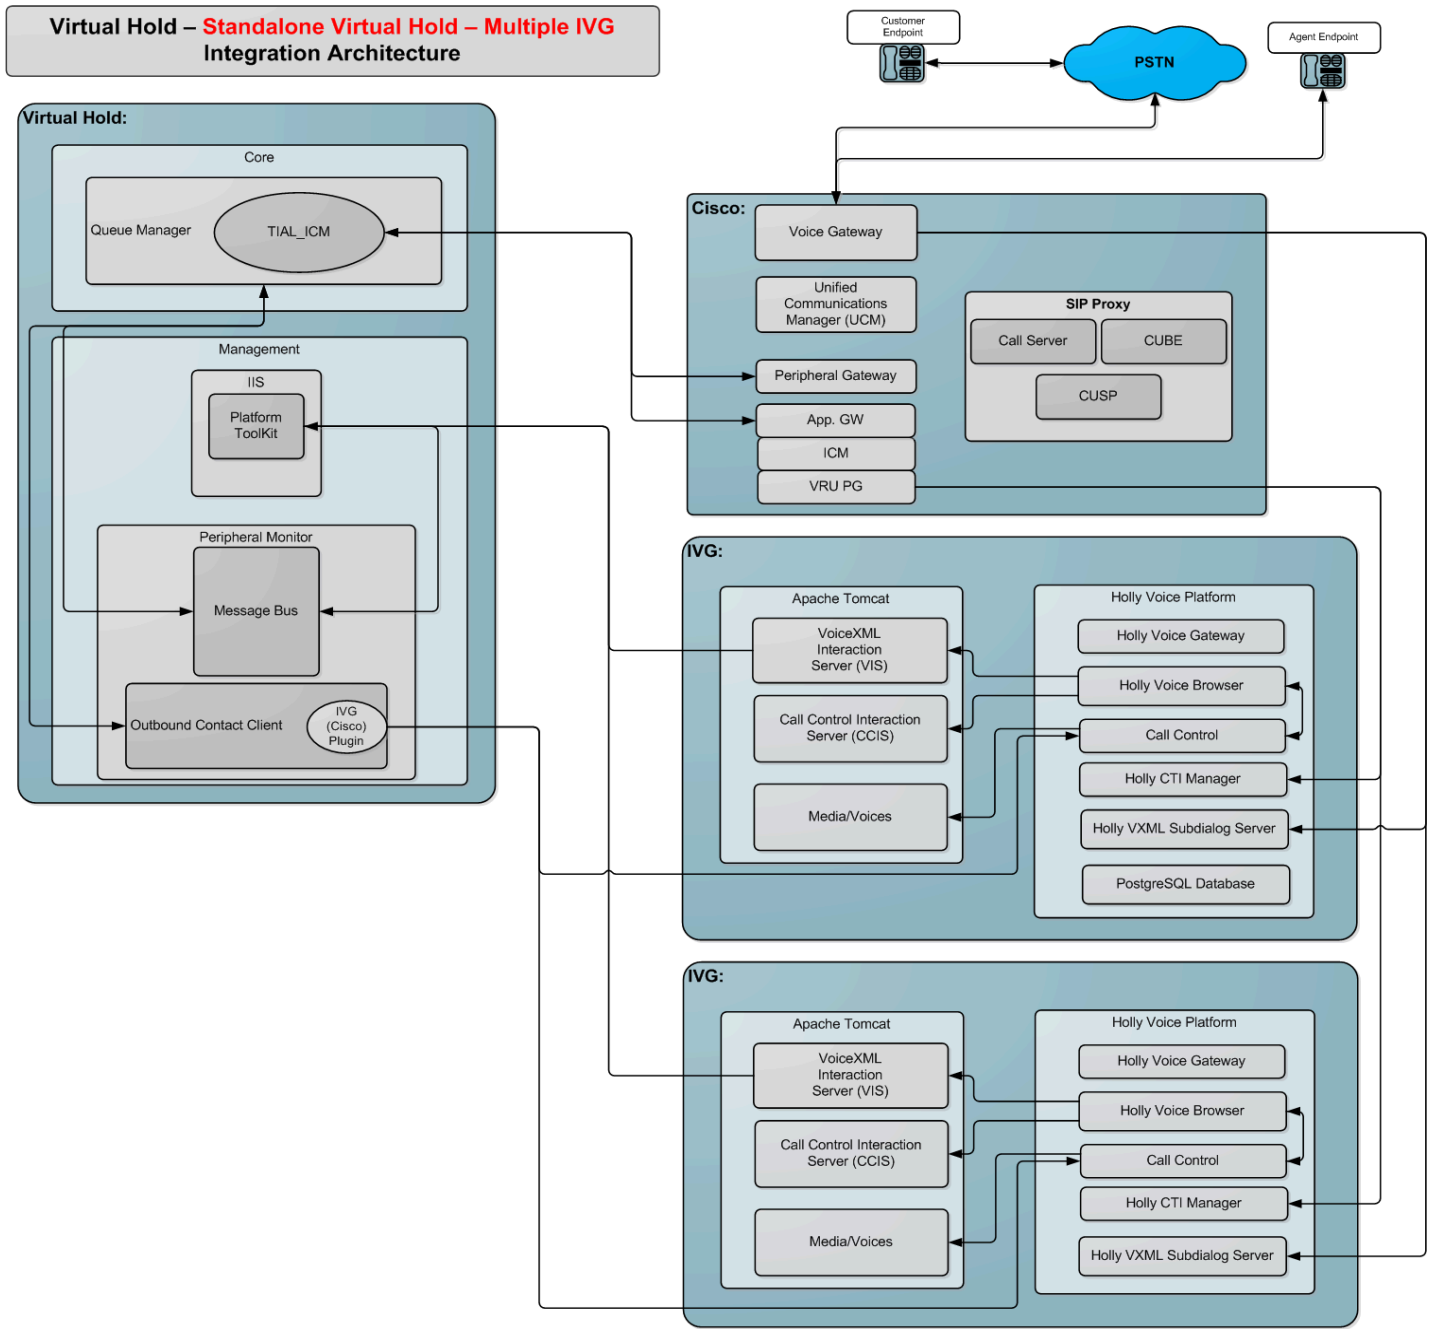 Virtual Hold – Standalone Virtual Hold – Multiple IVG
Integration Architecture
Customer
Endpoint
PSTN
Agent Endpoint
Virtual Hold:
Core
Queue Manager
TIAL_ICM
Management
IIS
Platform
ToolKit
Peripheral Monitor
Message Bus
Outbound Contact Client
IVG
(Cisco)
Plugin
Cisco:
Voice Gateway
Unified
Communications
Manager (UCM)
Peripheral Gateway
App. GW
ICM
VRU PG
SIP Proxy
Call Server
CUBE
CUSP
IVG:
Apache Tomcat
VoiceXML
Interaction
Server (VIS)
Call Control Interaction
Server (CCIS)
Media/Voices
Holly Voice Platform
Holly Voice Gateway
Holly Voice Browser
Call Control
Holly CTI Manager
Holly VXML Subdialog Server
PostgreSQL Database
IVG:
Apache Tomcat
VoiceXML
Interaction
Server (VIS)
Call Control Interaction
Server (CCIS)
Media/Voices
Holly Voice Platform
Holly Voice Gateway
Holly Voice Browser
Call Control
Holly CTI Manager
Holly VXML Subdialog Server